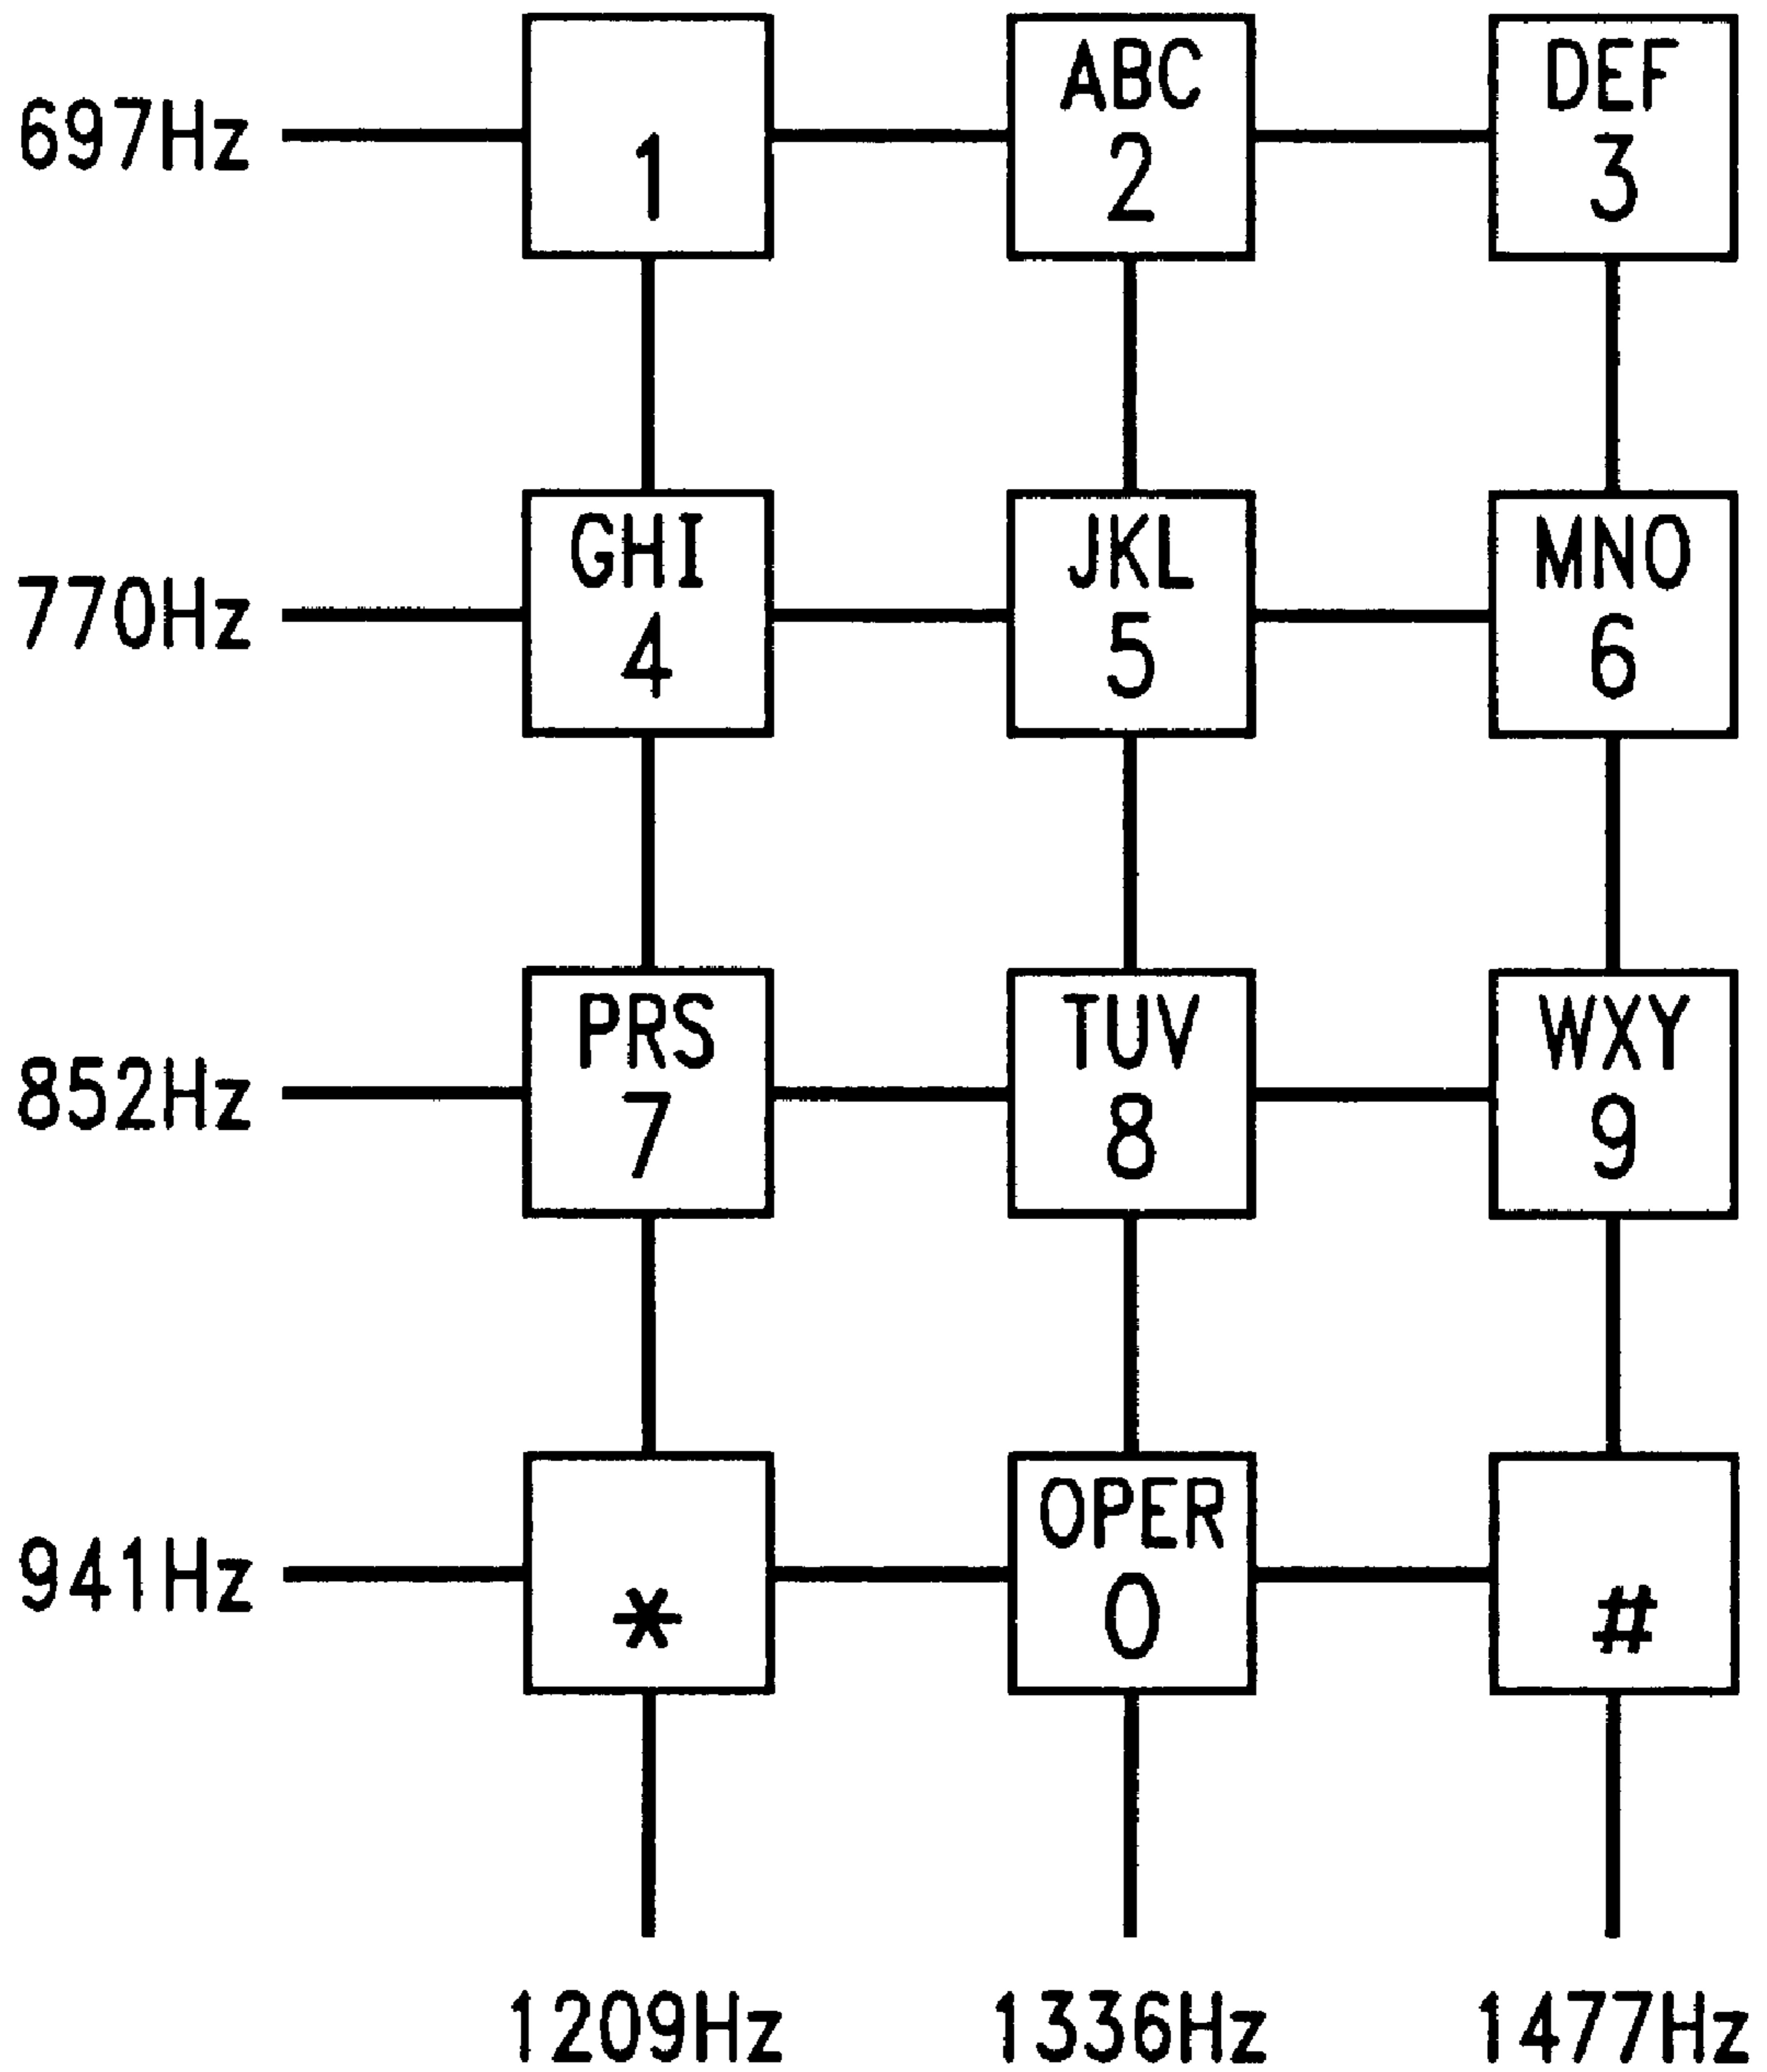 ABC DEF
697Hz 1 2 3
GHI JKL MNO
770Hz 4 5 6
PRS TUV WXY
852Hz 7 8 9
OPER
941Hz * 0 #
1209Hz 1336Hz 1477Hz